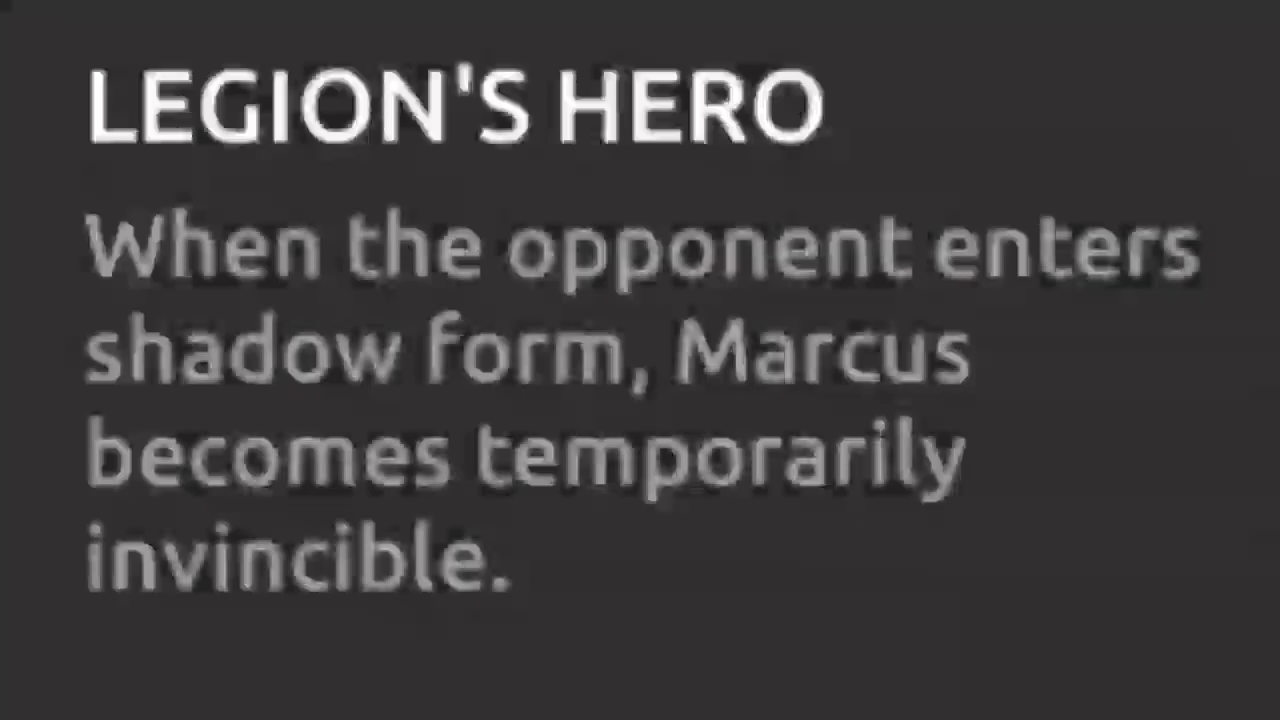 LEGION'S HERO
When the opponent enters
shadow form, Marcus
becomes temporarily
invincible.